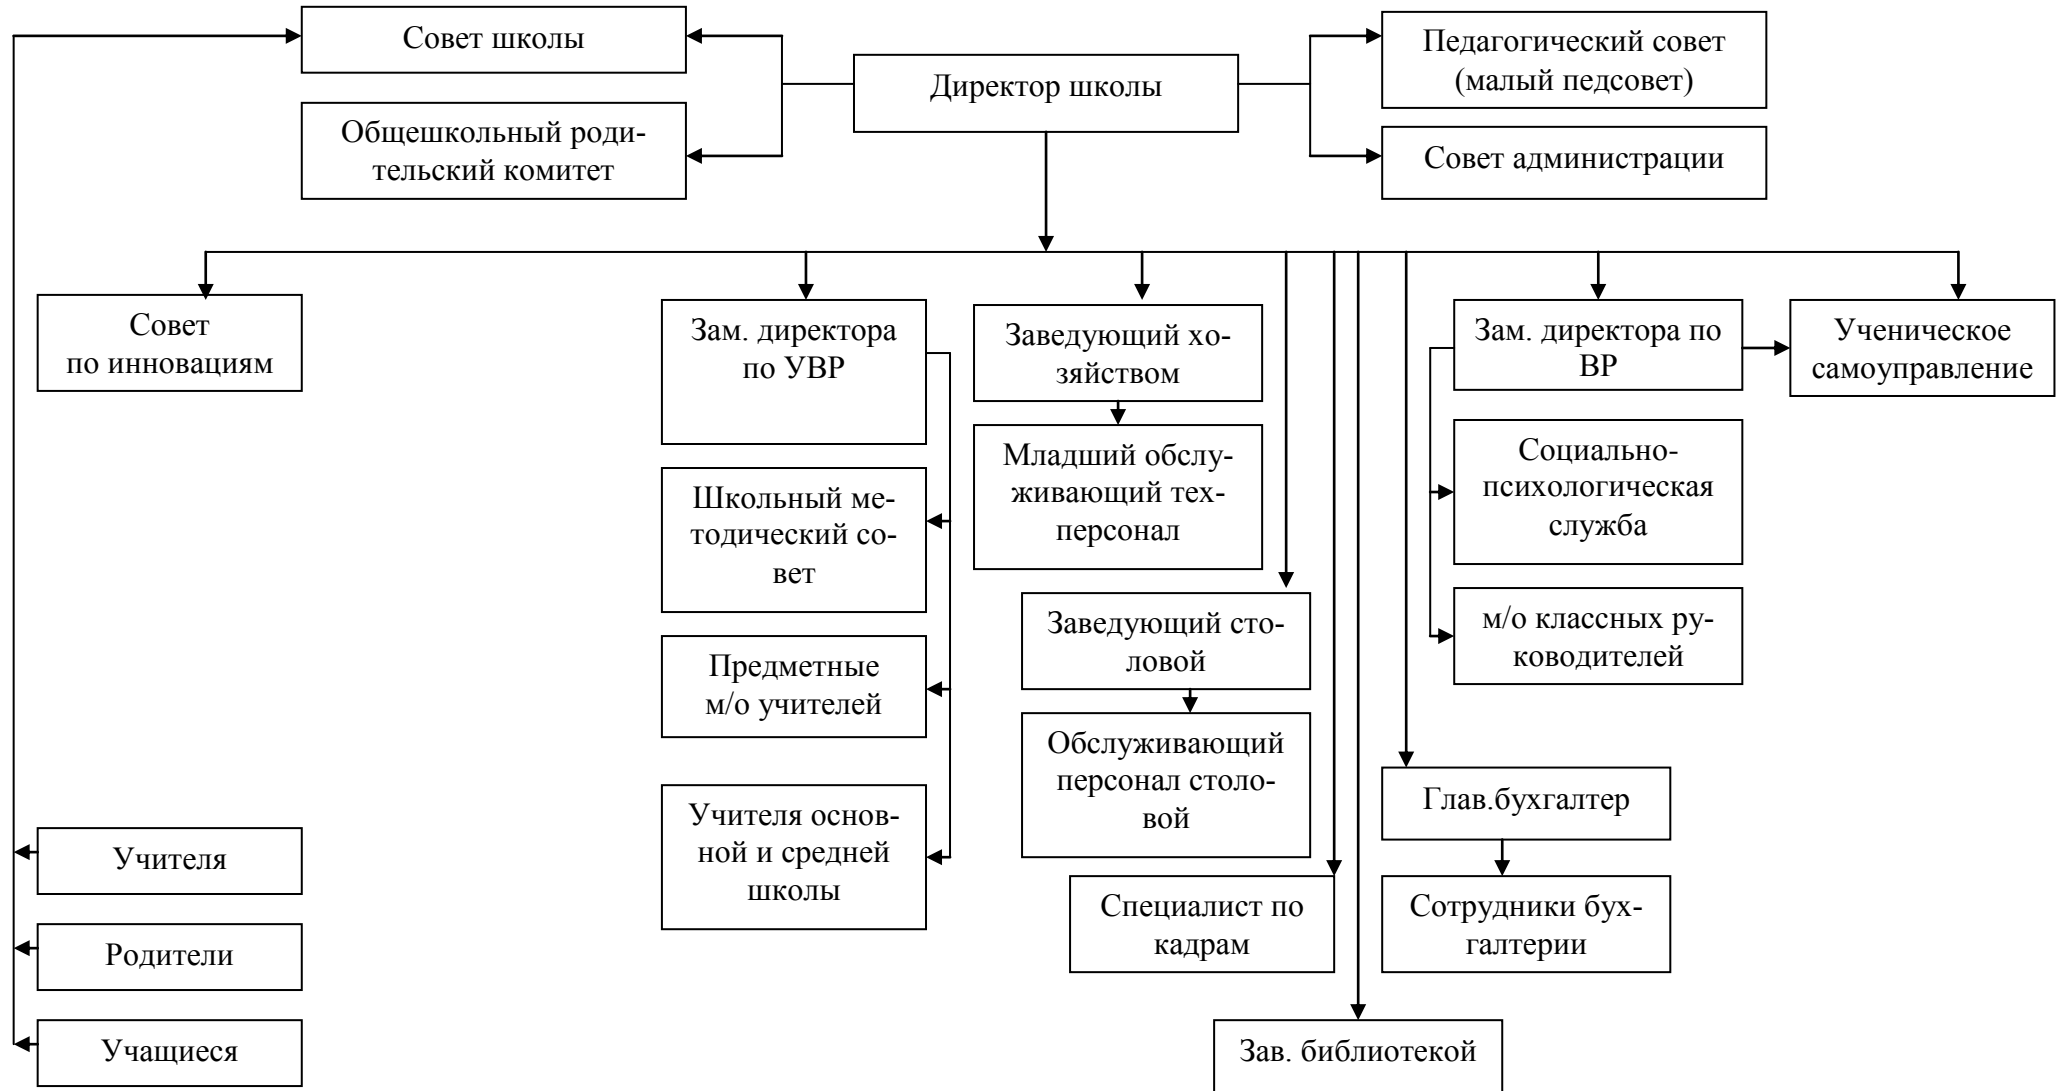 Совет школы
Директор школы
Педагогический совет
(малый педсовет)
Общешкольный роди-
тельский комитет
Совет администрации
Совет
по инновациям
Зам. директора
по УВР
Заведующий хо-
зяйством
Зам. директора по
ВР
Ученическое
самоуправление
Младший обслу-
живающий тех-
персонал
Социально-
психологическая
служба
Школьный ме-
тодический со-
вет
Заведующий сто-
ловой
м/о классных ру-
ководителей
Предметные
м/о учителей
Обслуживающий
персонал столо-
вой
Глав.бухгалтер
Учителя основ-
ной и средней
школы
Учителя
Специалист по
кадрам
Сотрудники бух-
галтерии
Родители
Учащиеся
Зав. библиотекой